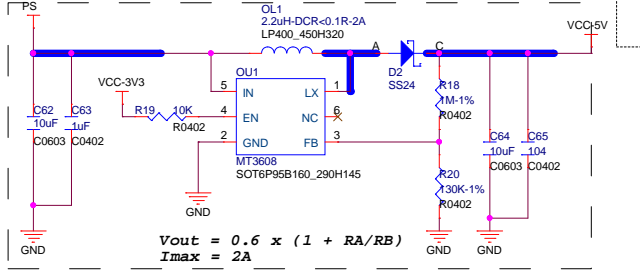 PS
OL1
2.2uH-DCR<0.1R-2A
LP400_450H320
VCC-5V
A
C
D2
SS24
VCC-3V3
OU1
5 IN LX 1
4 EN NC 6
2 GND FB 3
MT3608
SOT6P95B160_290H145
R19 10K
R0402
C62
10uF
C0603
C63
1uF
C0402
R18
1M-1%
R0402
R20
130K-1%
R0402
C64
10uF
C0603
C65
104
C0402
GND
GND
GND
GND
Vout = 0.6 x (1 + RA/RB)
Imax = 2A